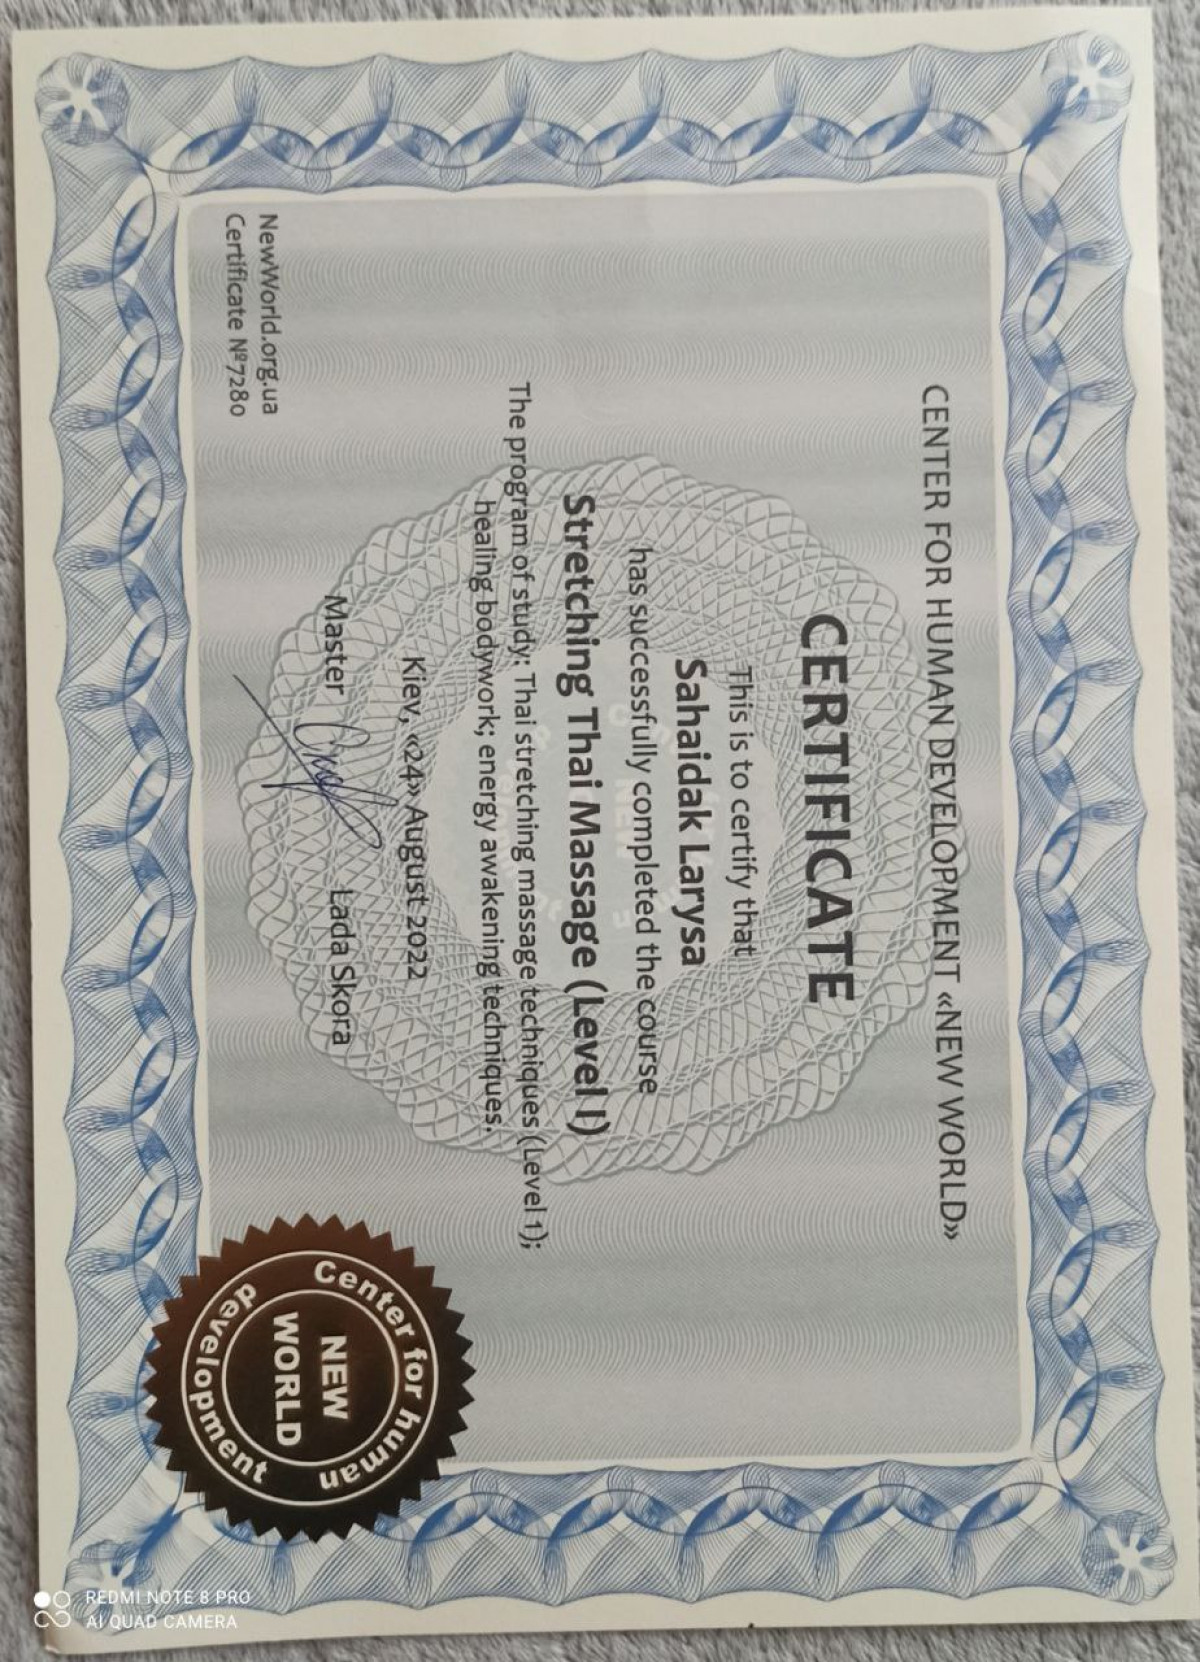 CENTER FOR HUMAN DEVELOPMENT «NEW WORLD»
CERTIFICATE
This is to certify that
Sahaidak Larysa
has successfully completed the course
Stretching Thai Massage (Level I)
The program of study: Thai stretching massage techniques (Level 1);
healing bodywork; energy awakening techniques.
Kiev, «24» August 2022
Master Lada Skora
NewWorld.org.ua
Certificate №7280
Center for human
NEW
WORLD
development
REDMI NOTE 8 PRO
AI QUAD CAMERA